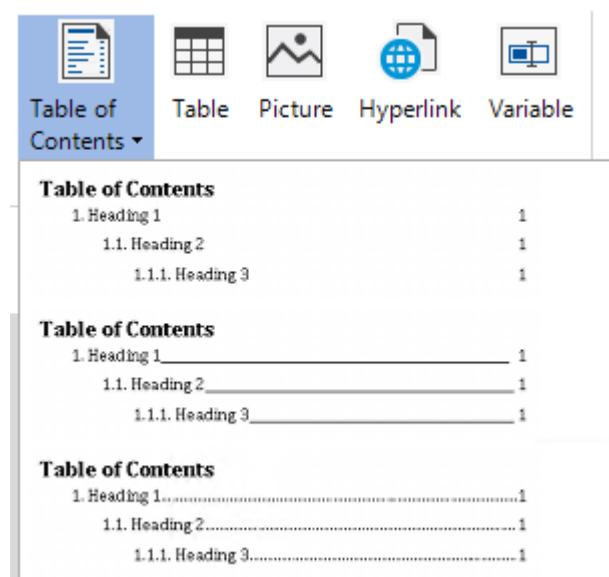 Table of Contents
Table
Picture
Hyperlink
Variable
Table of Contents
1. Heading 1 1
1.1. Heading 2 1
1.1.1. Heading 3 1
Table of Contents
1. Heading 1 1
1.1. Heading 2 1
1.1.1. Heading 3 1
Table of Contents
1. Heading 1 1
1.1. Heading 2 1
1.1.1. Heading 3 1